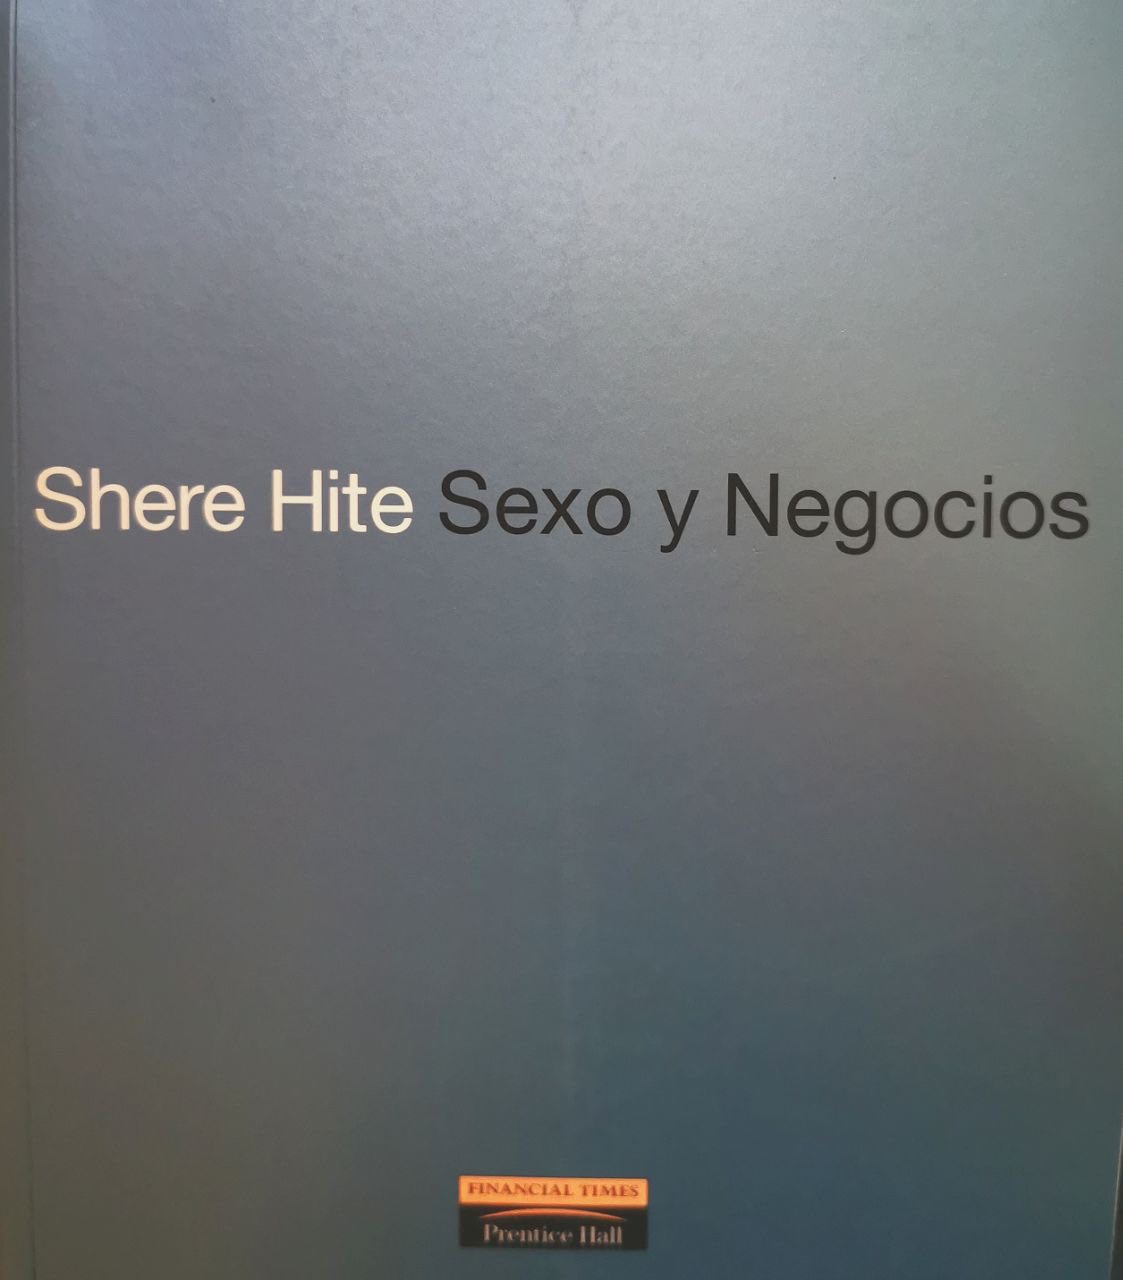 Shere Hite Sexo y Negocios
FINANCIAL TIMES
Prentice Hall